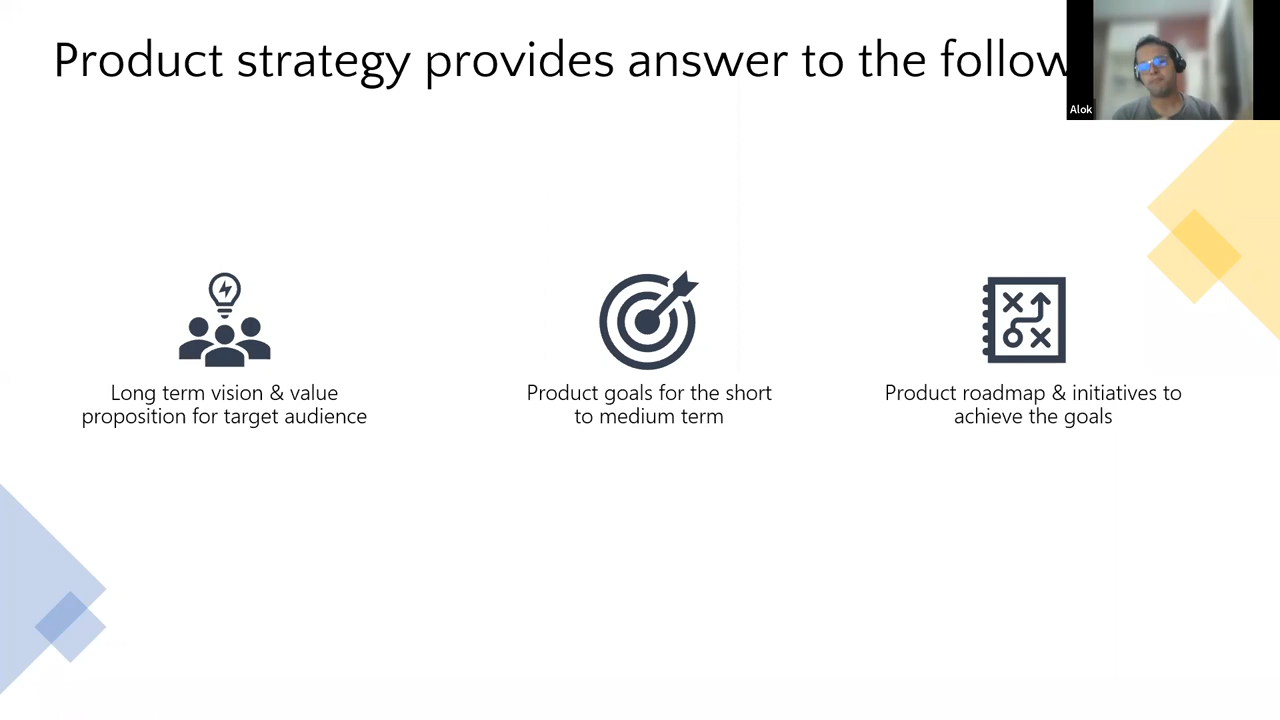 Product strategy provides answer to the follow
Alok
Long term vision & value
proposition for target audience
Product goals for the short
to medium term
Product roadmap & initiatives to
achieve the goals